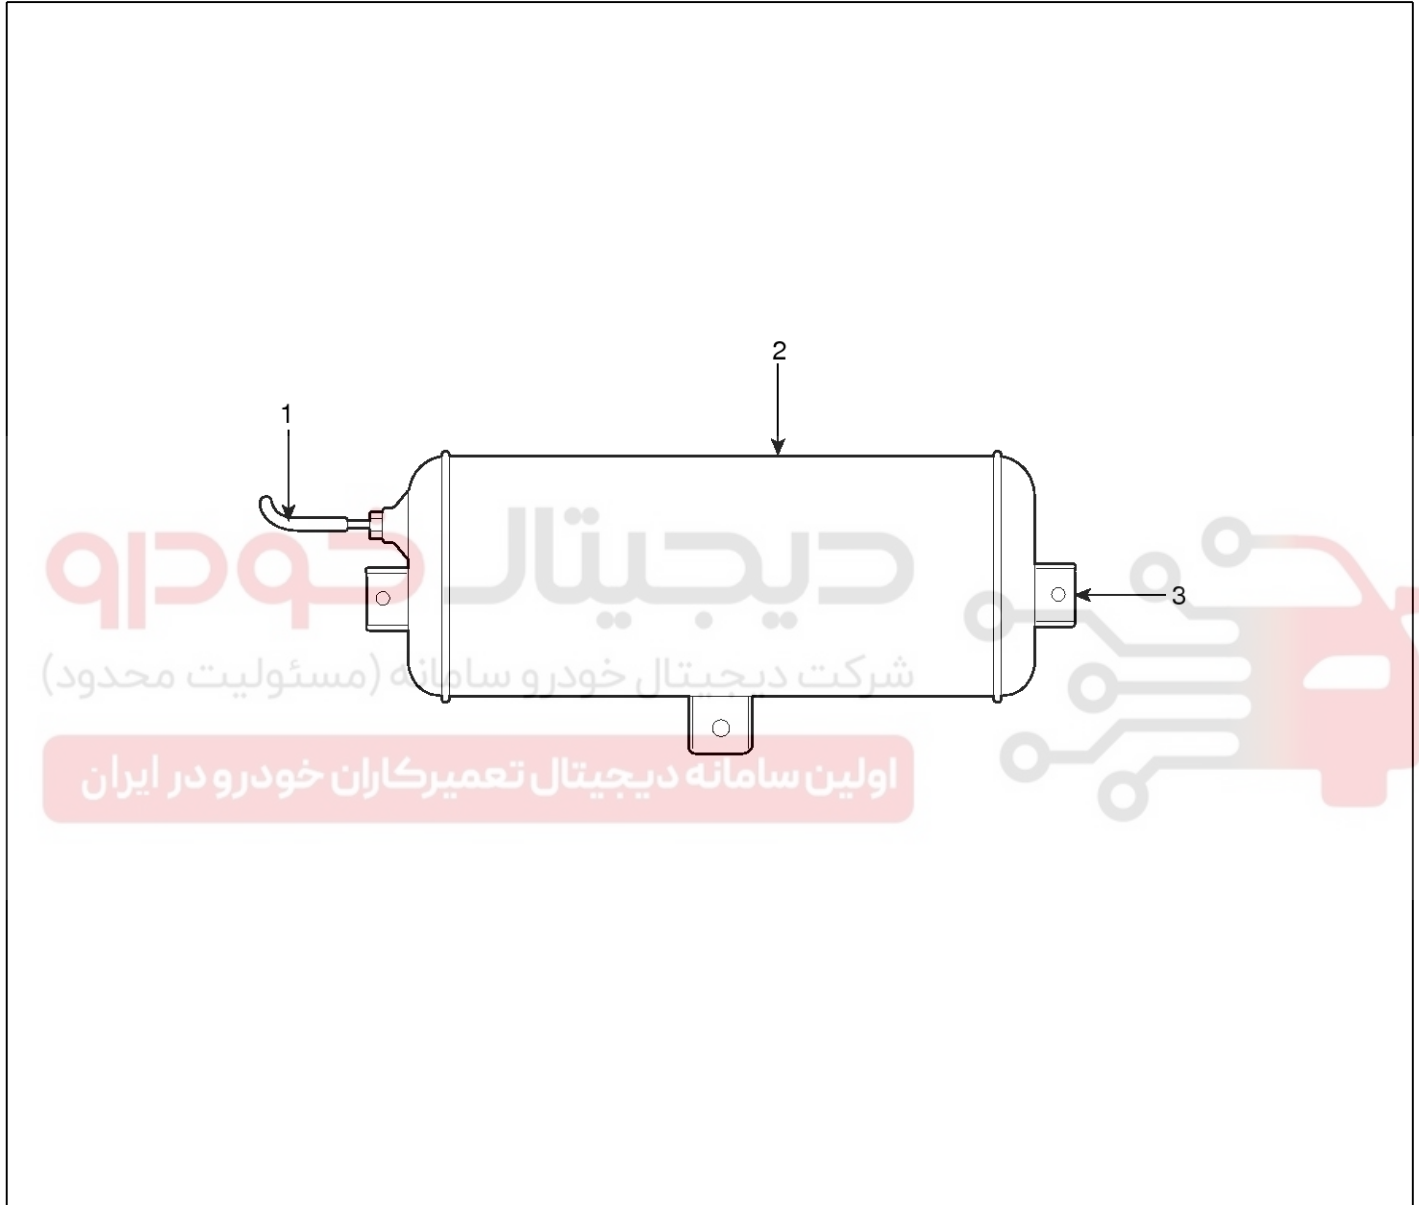 2
1
3
دیجیتال خودرو
شرکت دیجیتال خودرو سامانه (مسئولیت محدود)
اولین سامانه دیجیتال تعمیرکاران خودرو در ایران